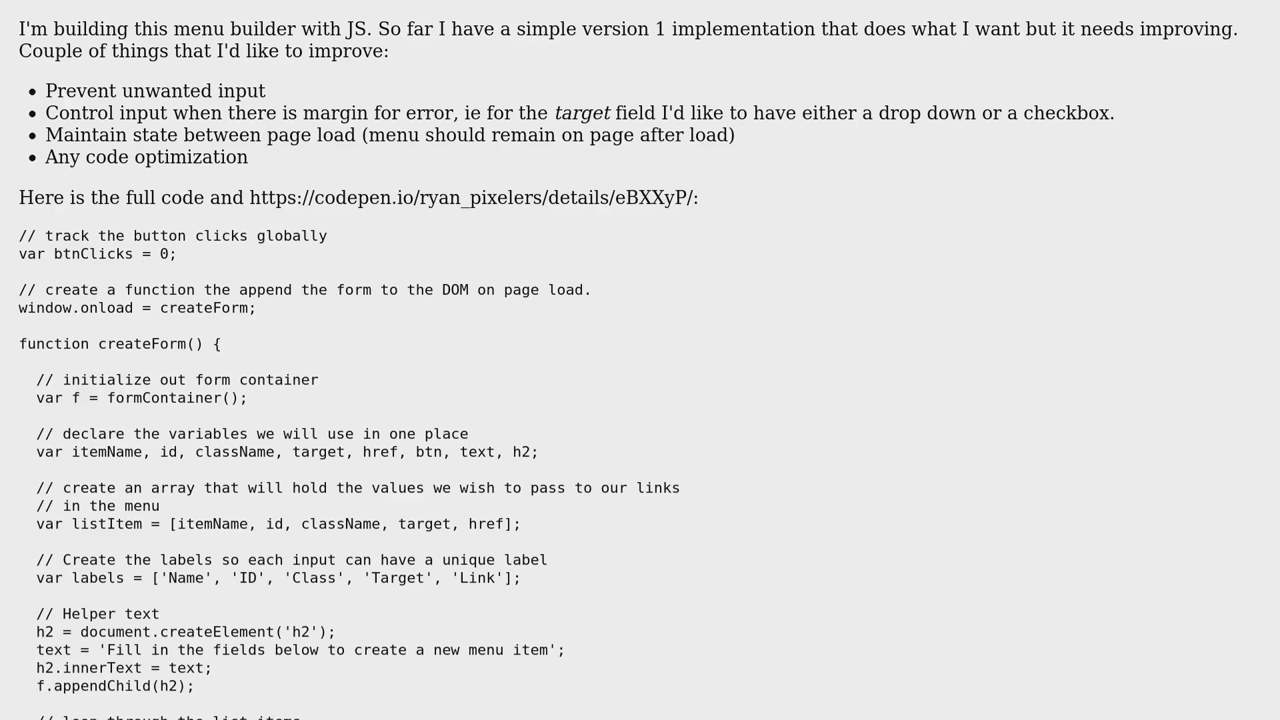 I'm building this menu builder with JS. So far I have a simple version 1 implementation that does what I want but it needs improving.
Couple of things that I'd like to improve:
• Prevent unwanted input
• Control input when there is margin for error, ie for the target field I'd like to have either a drop down or a checkbox.
• Maintain state between page load (menu should remain on page after load)
• Any code optimization
Here is the full code and https://codepen.io/ryan_pixelers/details/eBXXyP/:
// track the button clicks globally
var btnClicks = 0;
// create a function the append the form to the DOM on page load.
window.onload = createForm;
function createForm() {
// initialize out form container
var f = formContainer();
// declare the variables we will use in one place
var itemName, id, className, target, href, btn, text, h2;
// create an array that will hold the values we wish to pass to our links
// in the menu
var listItem = [itemName, id, className, target, href];
// Create the labels so each input can have a unique label
var labels = ['Name', 'ID', 'Class', 'Target', 'Link'];
// Helper text
h2 = document.createElement('h2');
text = 'Fill in the fields below to create a new menu item';
h2.innerText = text;
f.appendChild(h2);
// loop through the list items